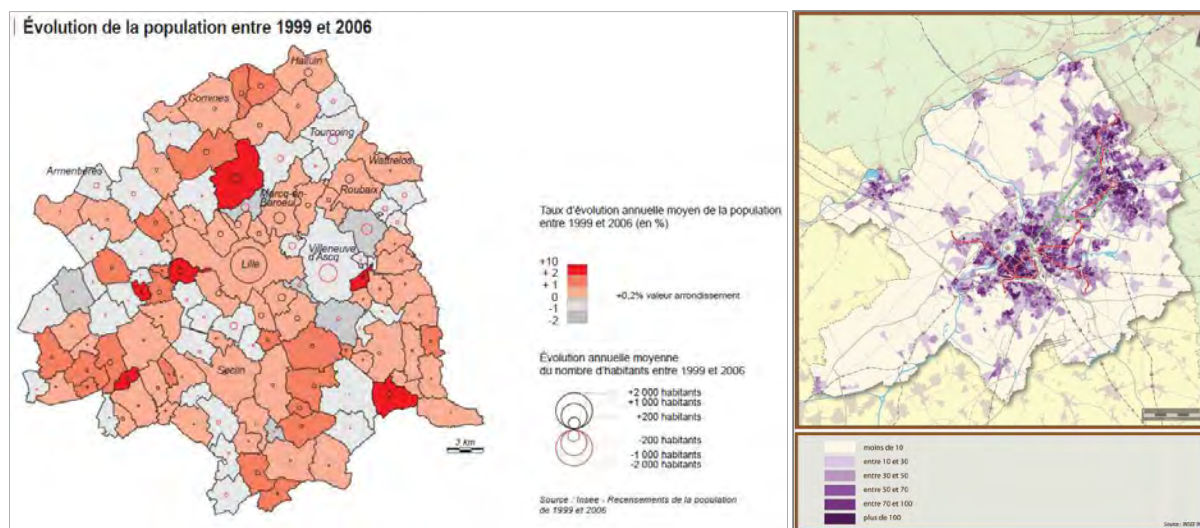 Évolution de la population entre 1999 et 2006
Halluin
Comines
Tourcoing
Wattrelos
Armentières
Roubaix
Marcq-en-
Baroeul
Villeneuve
d'Ascq
Lille
Seclin
3 km
Taux d'évolution annuelle moyen de la population
entre 1999 et 2006 (en %)
+10
+ 2
+ 1
0
-1
-2
+0,2% valeur arrondissement
Évolution annuelle moyenne
du nombre d'habitants entre 1999 et 2006
+2 000 habitants
+1 000 habitants
+200 habitants
-200 habitants
-1 000 habitants
-2 000 habitants
Source : Insee - Recensements de la population
de 1999 et 2006
moins de 10
entre 10 et 30
entre 30 et 50
entre 50 et 70
entre 70 et 100
plus de 100
Source :